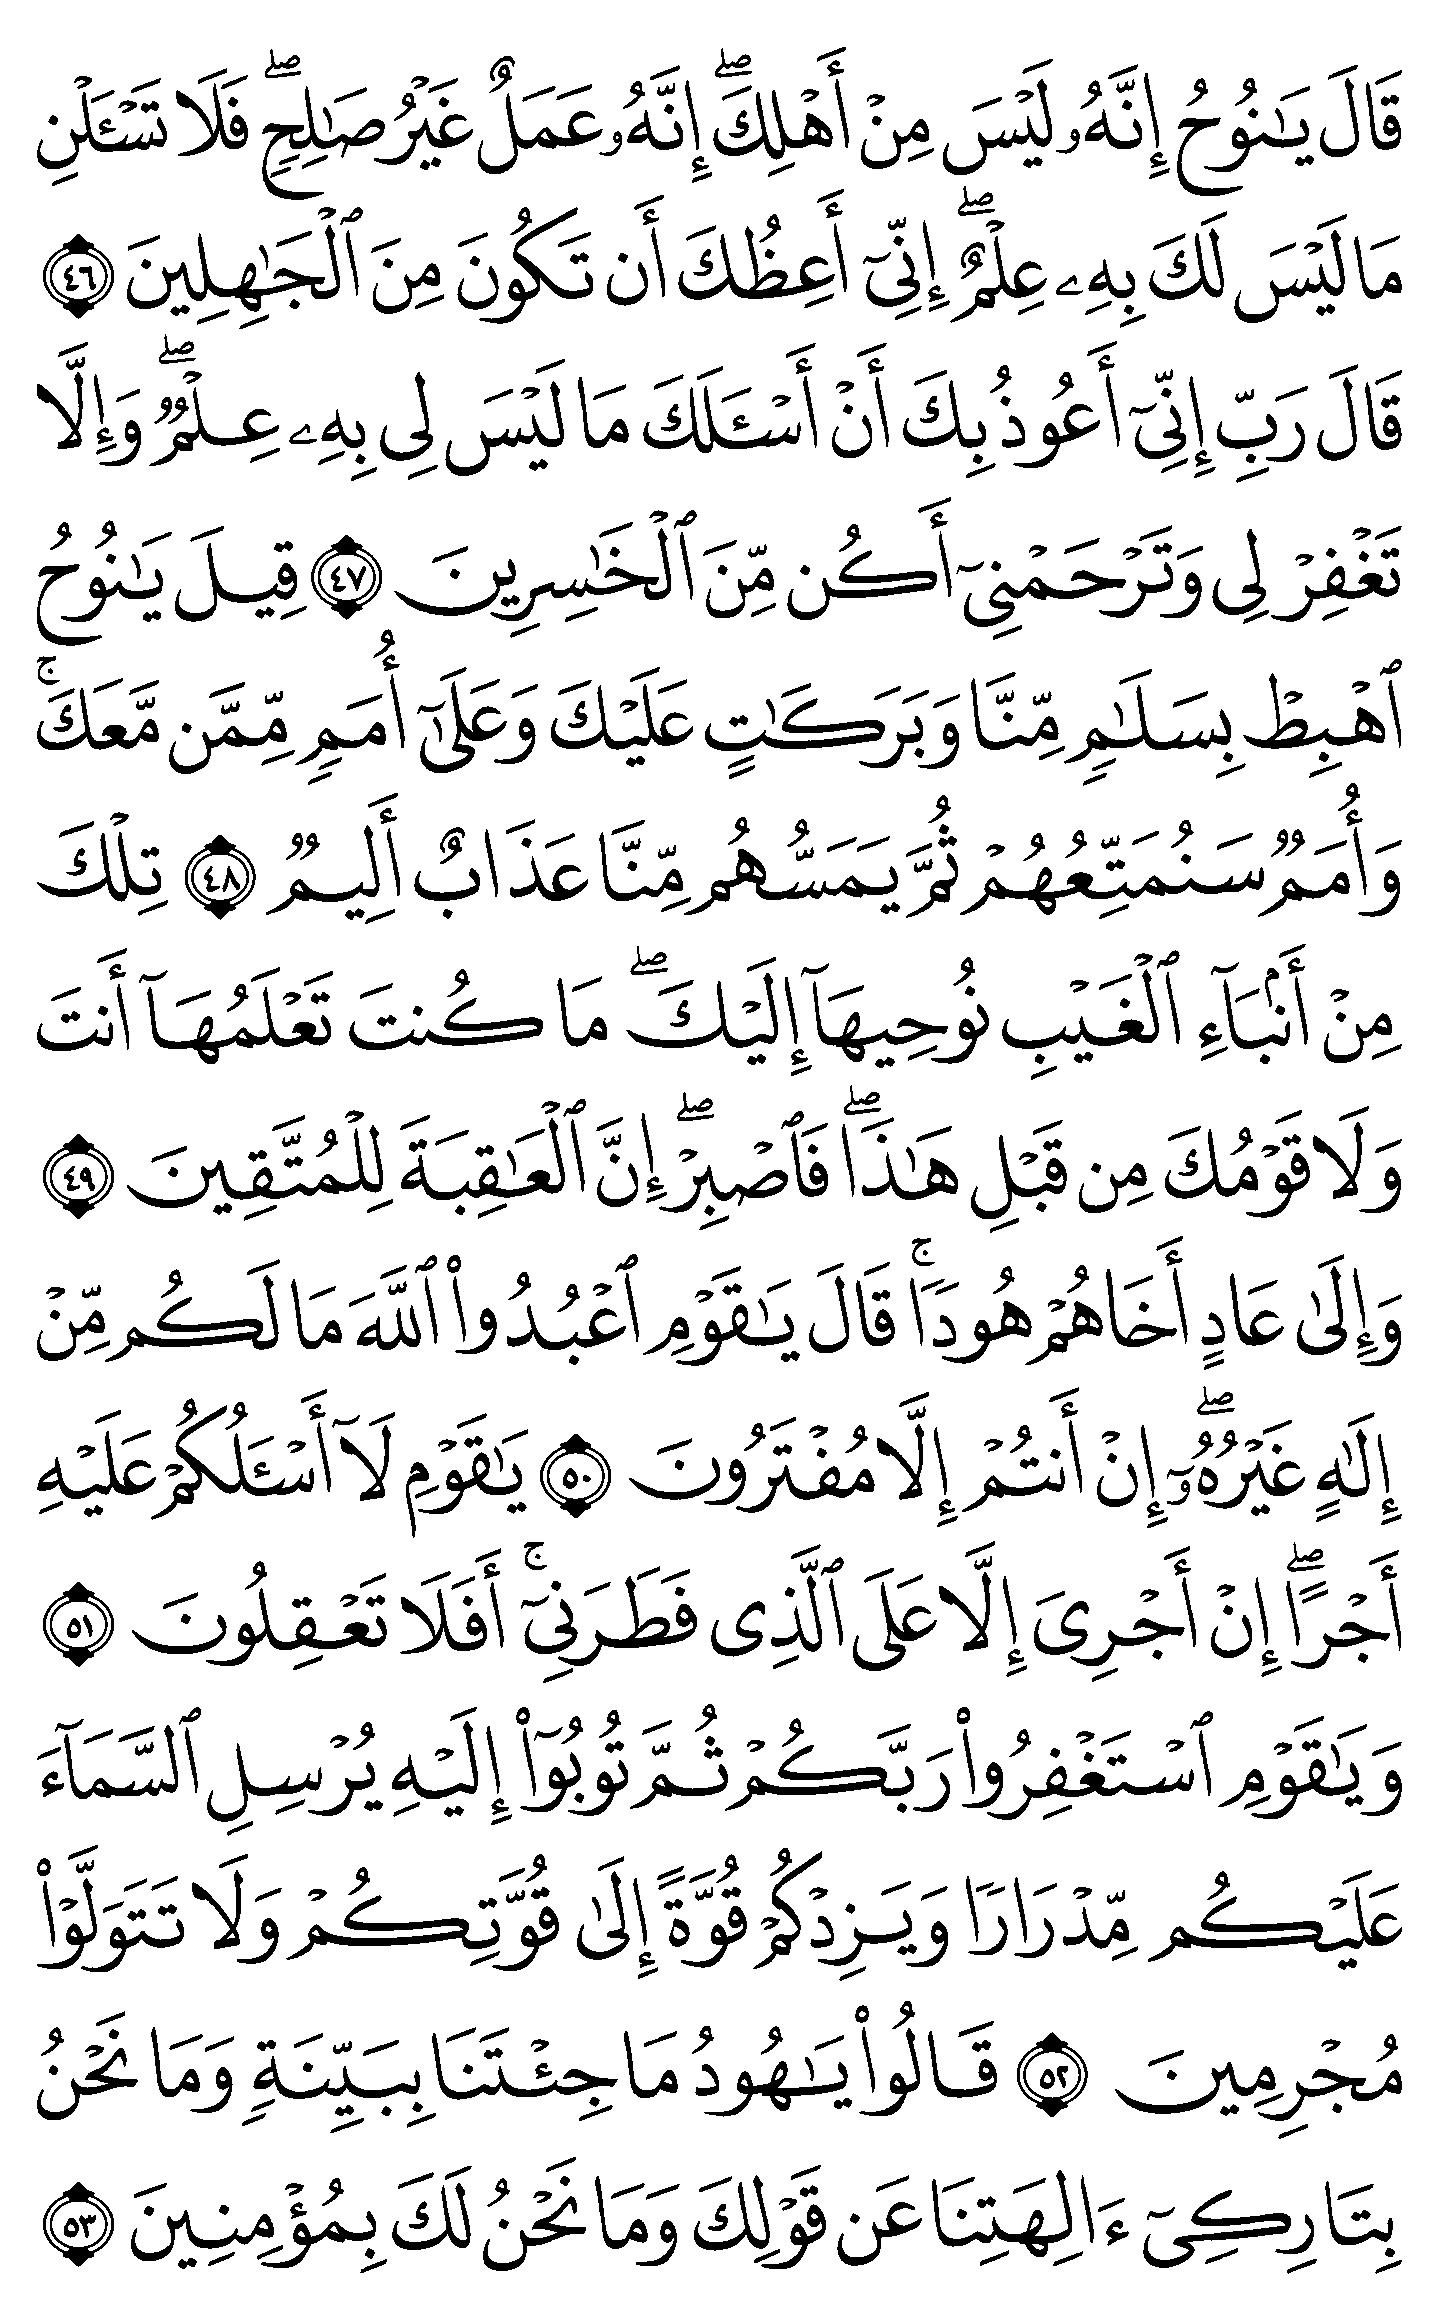 قَالَ يَـٰنُوحُ إِنَّهُۥ لَيۡسَ مِنۡ أَهۡلِكَۖ إِنَّهُۥ عَمَلٌ غَيۡرُ صَـٰلِحٖۖ فَلَا تَسۡـَٔلۡنِ
مَا لَيۡسَ لَكَ بِهِۦ عِلۡمٌۖ إِنِّيٓ أَعِظُكَ أَن تَكُونَ مِنَ ٱلۡجَـٰهِلِينَ ٤٦
قَالَ رَبِّ إِنِّيٓ أَعُوذُ بِكَ أَنۡ أَسۡـَٔلَكَ مَا لَيۡسَ لِي بِهِۦ عِلۡمٞۖ وَإِلَّا
تَغۡفِرۡ لِي وَتَرۡحَمۡنِيٓ أَكُن مِّنَ ٱلۡخَـٰسِرِينَ ٤٧ قِيلَ يَـٰنُوحُ
ٱهۡبِطۡ بِسَلَـٰمٖ مِّنَّا وَبَرَكَـٰتٍ عَلَيۡكَ وَعَلَىٰٓ أُمَمٖ مِّمَّن مَّعَكَۚ
وَأُمَمٞ سَنُمَتِّعُهُمۡ ثُمَّ يَمَسُّهُم مِّنَّا عَذَابٌ أَلِيمٞ ٤٨ تِلۡكَ
مِنۡ أَنۢبَآءِ ٱلۡغَيۡبِ نُوحِيهَآ إِلَيۡكَۖ مَا كُنتَ تَعۡلَمُهَآ أَنتَ
وَلَا قَوۡمُكَ مِن قَبۡلِ هَـٰذَاۖ فَٱصۡبِرۡۖ إِنَّ ٱلۡعَـٰقِبَةَ لِلۡمُتَّقِينَ ٤٩
وَإِلَىٰ عَادٍ أَخَاهُمۡ هُودٗاۚ قَالَ يَـٰقَوۡمِ ٱعۡبُدُواْ ٱللَّهَ مَا لَكُم مِّنۡ
إِلَـٰهٍ غَيۡرُهُۥٓۖ إِنۡ أَنتُمۡ إِلَّا مُفۡتَرُونَ ٥٠ يَـٰقَوۡمِ لَآ أَسۡـَٔلُكُمۡ عَلَيۡهِ
أَجۡرًاۖ إِنۡ أَجۡرِيَ إِلَّا عَلَى ٱلَّذِي فَطَرَنِيٓۚ أَفَلَا تَعۡقِلُونَ ٥١
وَيَـٰقَوۡمِ ٱسۡتَغۡفِرُواْ رَبَّكُمۡ ثُمَّ تُوبُوٓاْ إِلَيۡهِ يُرۡسِلِ ٱلسَّمَآءَ
عَلَيۡكُم مِّدۡرَارٗا وَيَزِدۡكُمۡ قُوَّةً إِلَىٰ قُوَّتِكُمۡ وَلَا تَتَوَلَّوۡاْ
مُجۡرِمِينَ ٥٢ قَالُواْ يَـٰهُودُ مَا جِئۡتَنَا بِبَيِّنَةٖ وَمَا نَحۡنُ
بِتَارِكِيٓ ءَالِهَتِنَا عَن قَوۡلِكَ وَمَا نَحۡنُ لَكَ بِمُؤۡمِنِينَ ٥٣